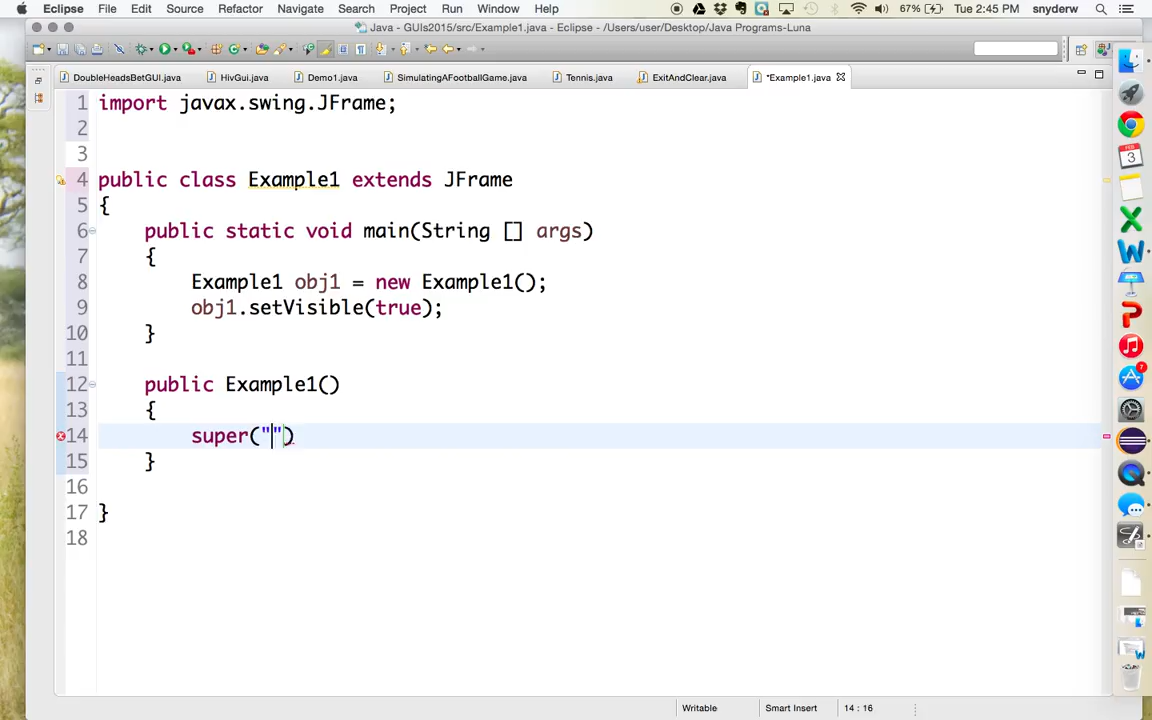 Eclipse File Edit Source Refactor Navigate Search Project Run Window Help 67% Tue 2:45 PM snyderw
Java - GUIs2015/src/Example1.java - Eclipse - /Users/user/Desktop/Java Programs-Luna
DoubleHeadsBetGUI.java HivGui.java Demo1.java SimulatingAFootballGame.java Tennis.java ExitAndClear.java *Example1.java
1 import javax.swing.JFrame;
2
3
4 public class Example1 extends JFrame
5 {
6 public static void main(String [] args)
7 {
8 Example1 obj1 = new Example1();
9 obj1.setVisible(true);
10 }
11
12 public Example1()
13 {
14 super("")
15 }
16
17 }
18
Writable Smart Insert 14 : 16